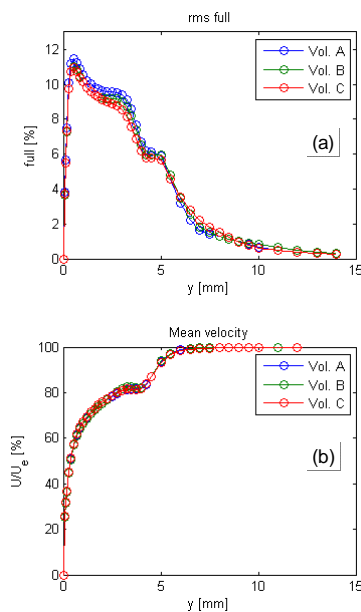 rms full
12
10
8
6
4
2
0
full [%]
Vol. A
Vol. B
Vol. C
(a)
0 5 10 15
y [mm]
Mean velocity
100
80
60
40
20
0
U/Ue [%]
Vol. A
Vol. B
Vol. C
(b)
0 5 10 15
y [mm]